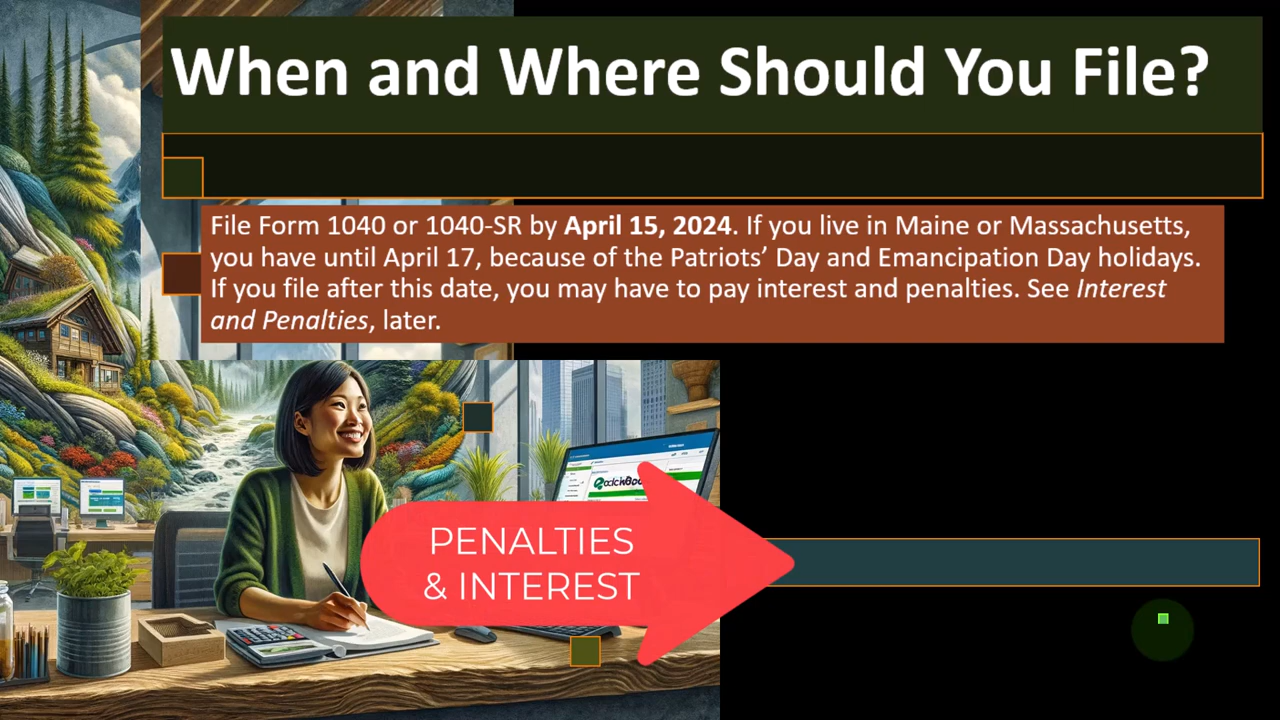 When and Where Should You File?
File Form 1040 or 1040-SR by April 15, 2024. If you live in Maine or Massachusetts,
you have until April 17, because of the Patriots’ Day and Emancipation Day holidays.
If you file after this date, you may have to pay interest and penalties. See Interest
and Penalties, later.
PENALTIES
& INTEREST